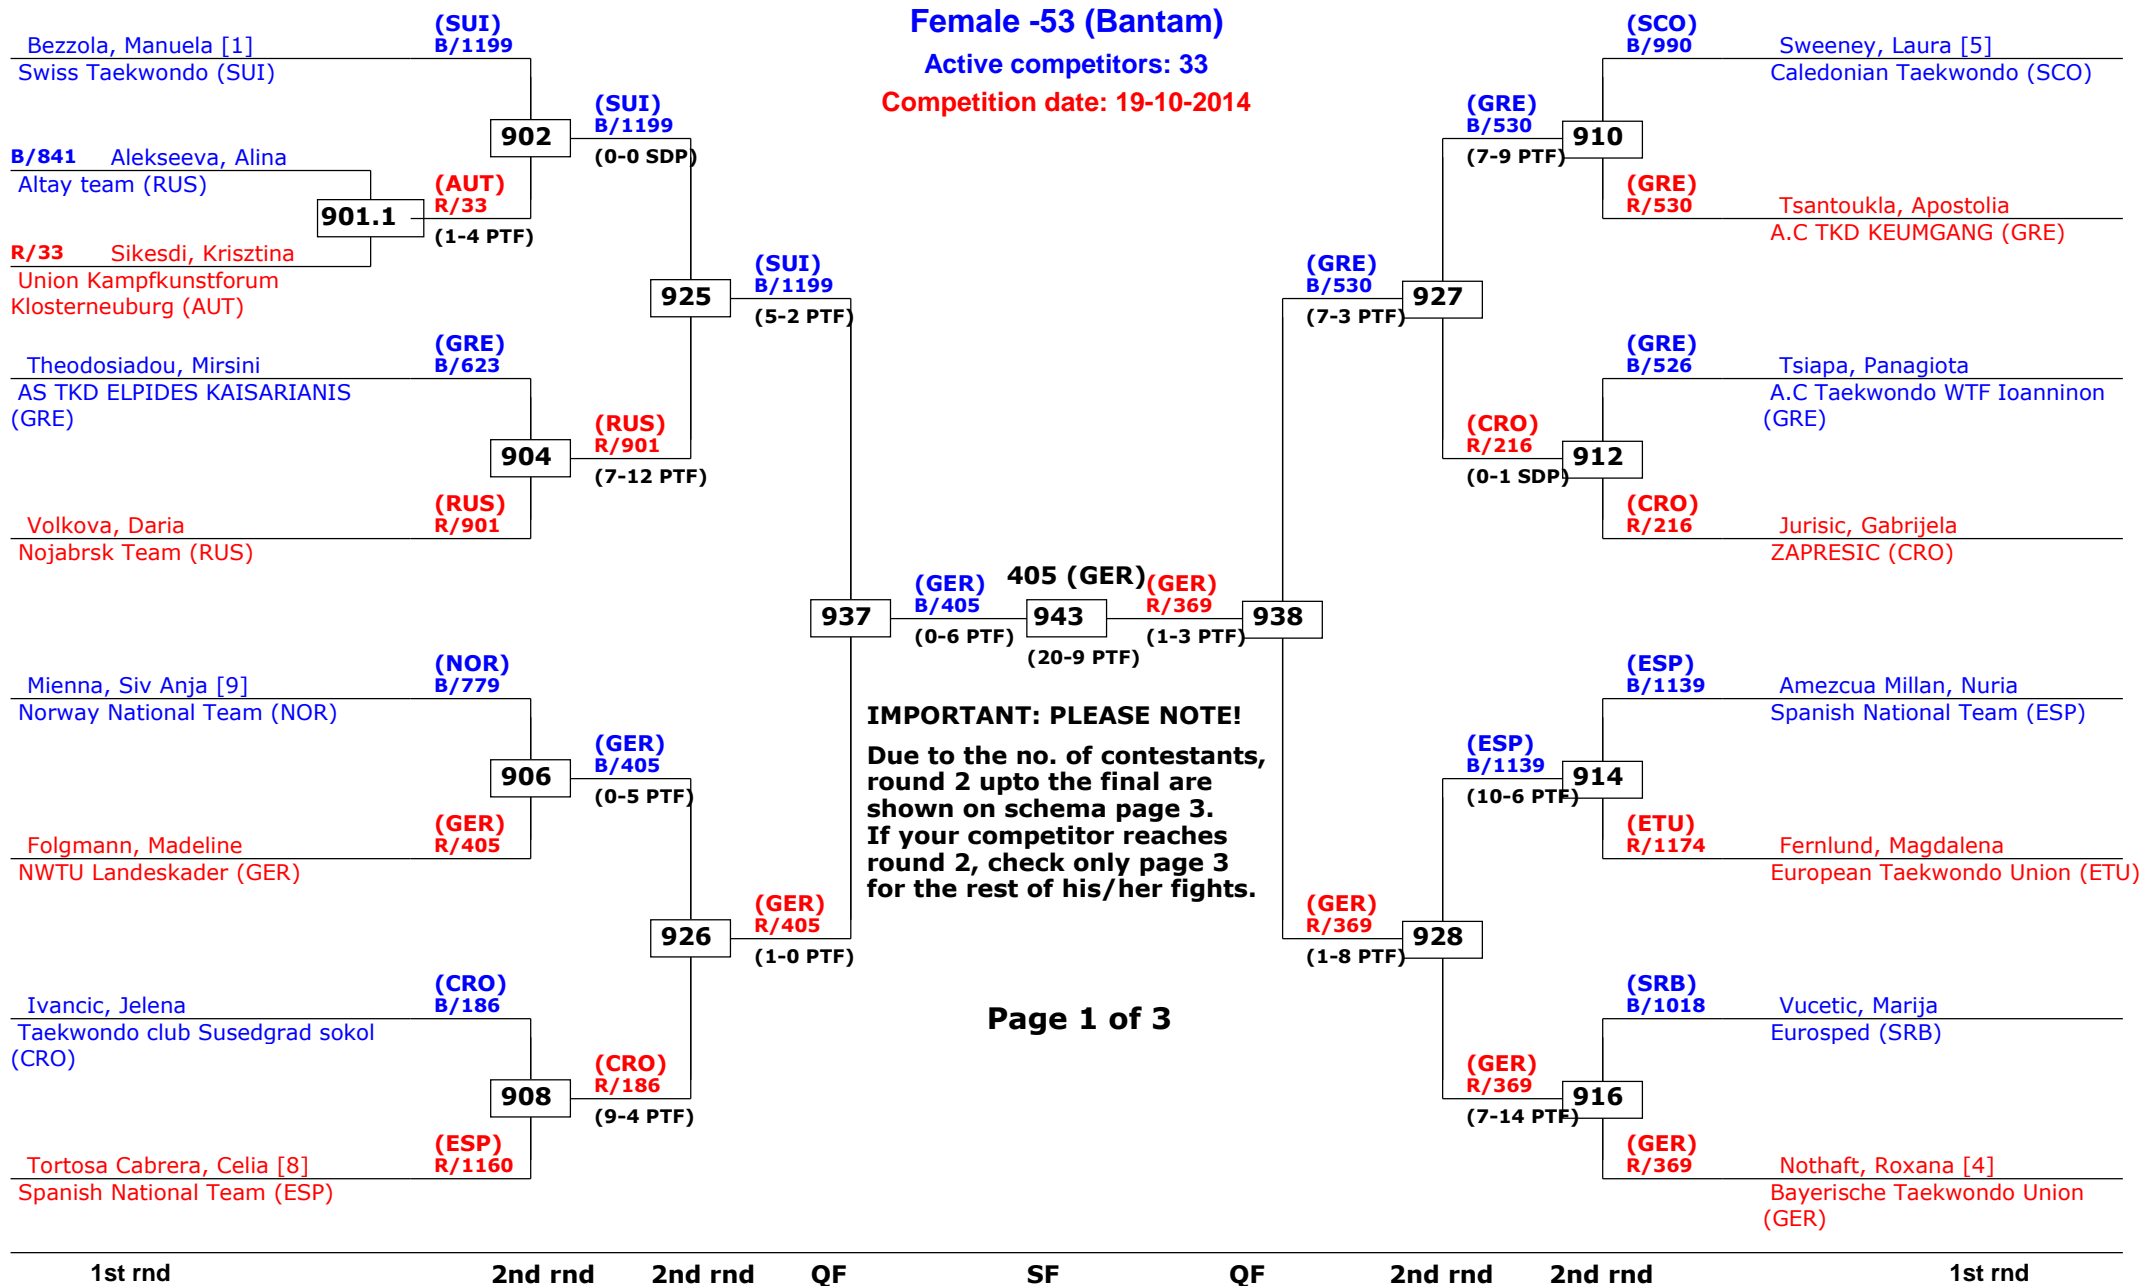 Female -53 (Bantam)
Active competitors: 33
Competition date: 19-10-2014
Bezzola, Manuela [1]
Swiss Taekwondo (SUI)
(SUI)
B/1199
B/841 Alekseeva, Alina
Altay team (RUS)
901.1
R/33 Sikesdi, Krisztina
Union Kampfkunstforum
Klosterneuburg (AUT)
(AUT)
R/33
(1-4 PTF)
902
(SUI)
B/1199
(0-0 SDP)
Theodosiadou, Mirsini
AS TKD ELPIDES KAISARIANIS
(GRE)
(GRE)
B/623
904
Volkova, Daria
Nojabrsk Team (RUS)
(RUS)
R/901
(RUS)
R/901
(7-12 PTF)
925
(SUI)
B/1199
(5-2 PTF)
Mienna, Siv Anja [9]
Norway National Team (NOR)
(NOR)
B/779
906
Folgmann, Madeline
NWTU Landeskader (GER)
(GER)
R/405
(GER)
B/405
(0-5 PTF)
926
(GER)
R/405
(1-0 PTF)
Ivancic, Jelena
Taekwondo club Susedgrad sokol
(CRO)
(CRO)
B/186
908
Tortosa Cabrera, Celia [8]
Spanish National Team (ESP)
(ESP)
R/1160
(CRO)
R/186
(9-4 PTF)
937
(GER)
B/405
(0-6 PTF)
405 (GER)
943
(20-9 PTF)
(GER)
R/369
(1-3 PTF)
938
IMPORTANT: PLEASE NOTE!
Due to the no. of contestants,
round 2 upto the final are
shown on schema page 3.
If your competitor reaches
round 2, check only page 3
for the rest of his/her fights.
Page 1 of 3
(SCO)
B/990
Sweeney, Laura [5]
Caledonian Taekwondo (SCO)
(GRE)
B/530
(7-9 PTF)
910
(GRE)
R/530
Tsantoukla, Apostolia
A.C TKD KEUMGANG (GRE)
(GRE)
B/530
(7-3 PTF)
927
(GRE)
B/526
Tsiapa, Panagiota
A.C Taekwondo WTF Ioanninon
(GRE)
(CRO)
R/216
(0-1 SDP)
912
(CRO)
R/216
Jurisic, Gabrijela
ZAPRESIC (CRO)
(ESP)
B/1139
Amezcua Millan, Nuria
Spanish National Team (ESP)
(ESP)
B/1139
(10-6 PTF)
914
(ETU)
R/1174
Fernlund, Magdalena
European Taekwondo Union (ETU)
(GER)
R/369
(1-8 PTF)
928
(SRB)
B/1018
Vucetic, Marija
Eurosped (SRB)
(GER)
R/369
(7-14 PTF)
916
(GER)
R/369
Nothaft, Roxana [4]
Bayerische Taekwondo Union
(GER)
1st rnd 2nd rnd 2nd rnd QF SF QF 2nd rnd 2nd rnd 1st rnd